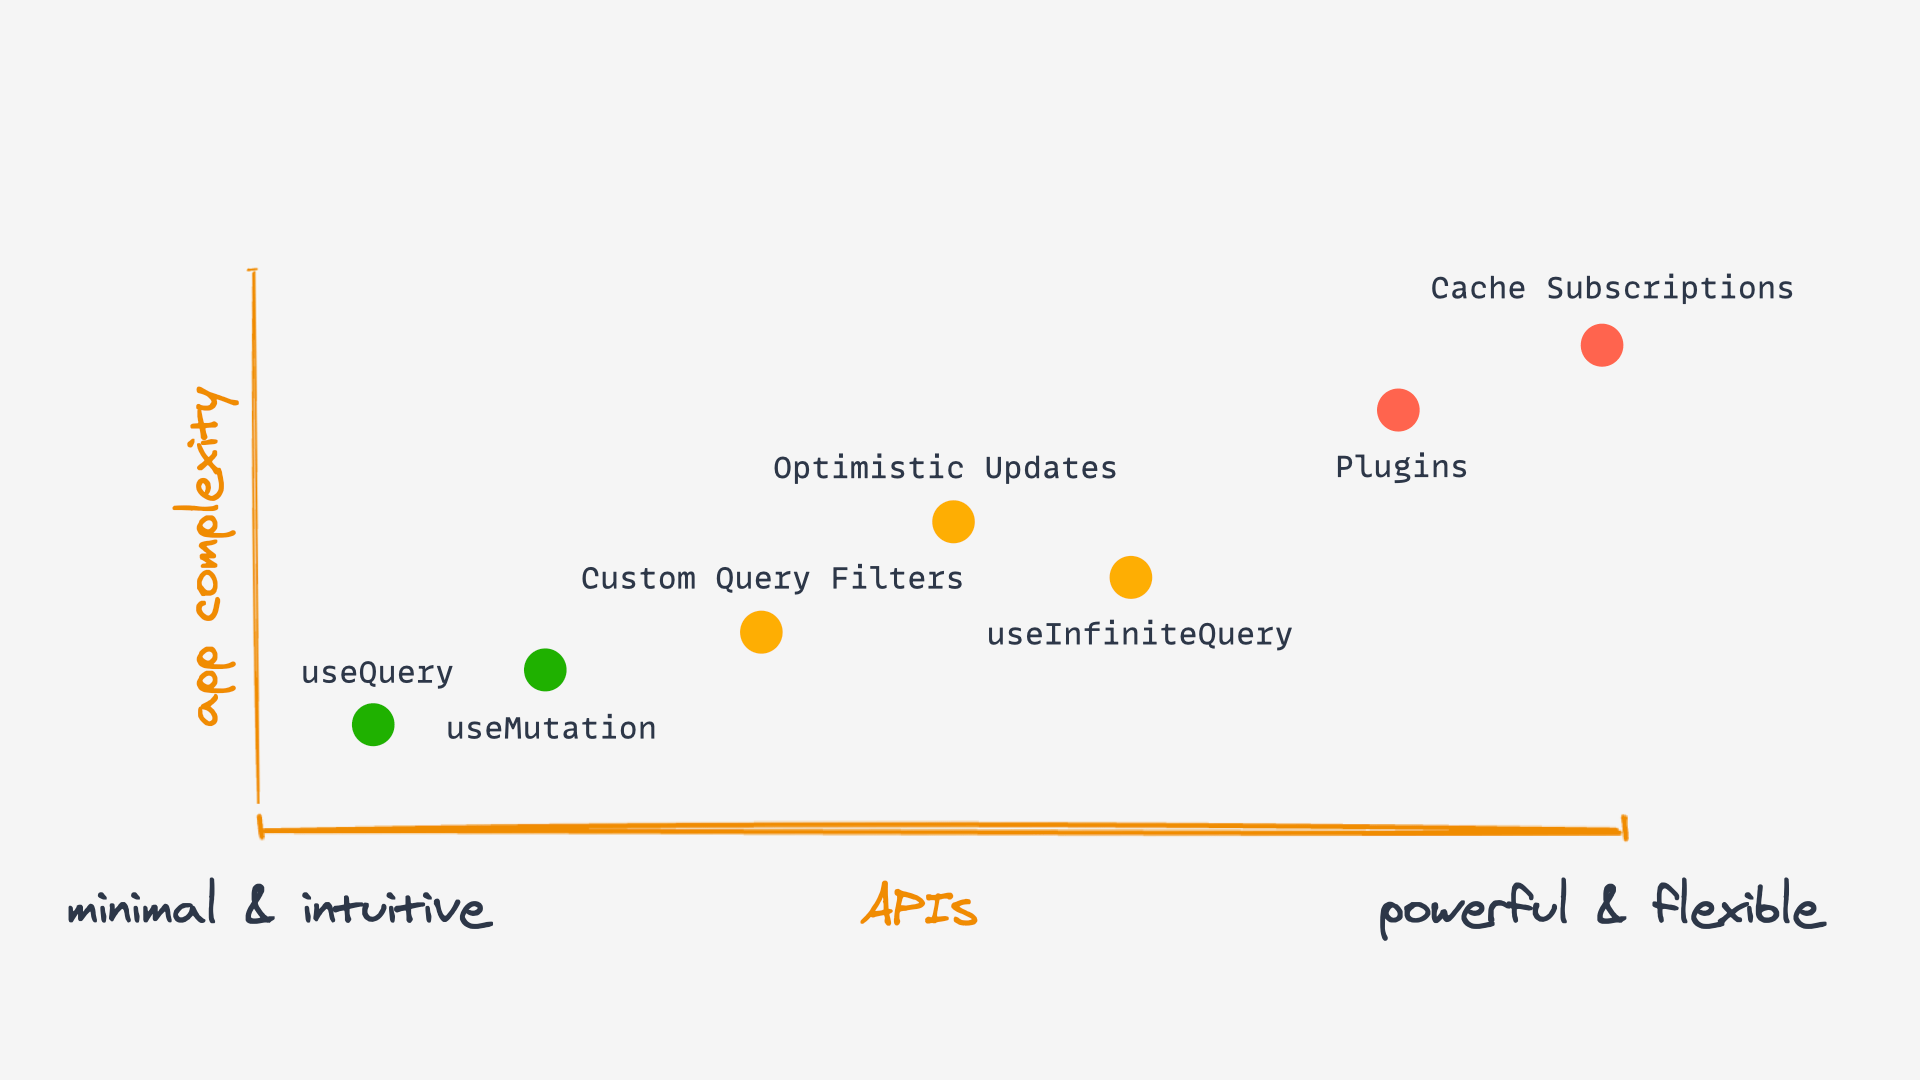 Cache Subscriptions
Plugins
Optimistic Updates
Custom Query Filters
useInfiniteQuery
useQuery
useMutation
app complexity
minimal & intuitive
APIs
powerful & flexible